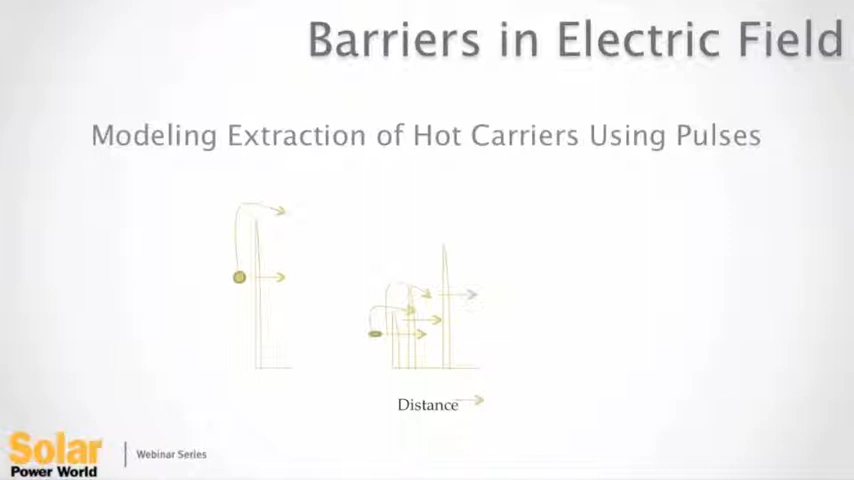 Barriers in Electric Field
Modeling Extraction of Hot Carriers Using Pulses
Distance
Solar
Power World
Webinar Series